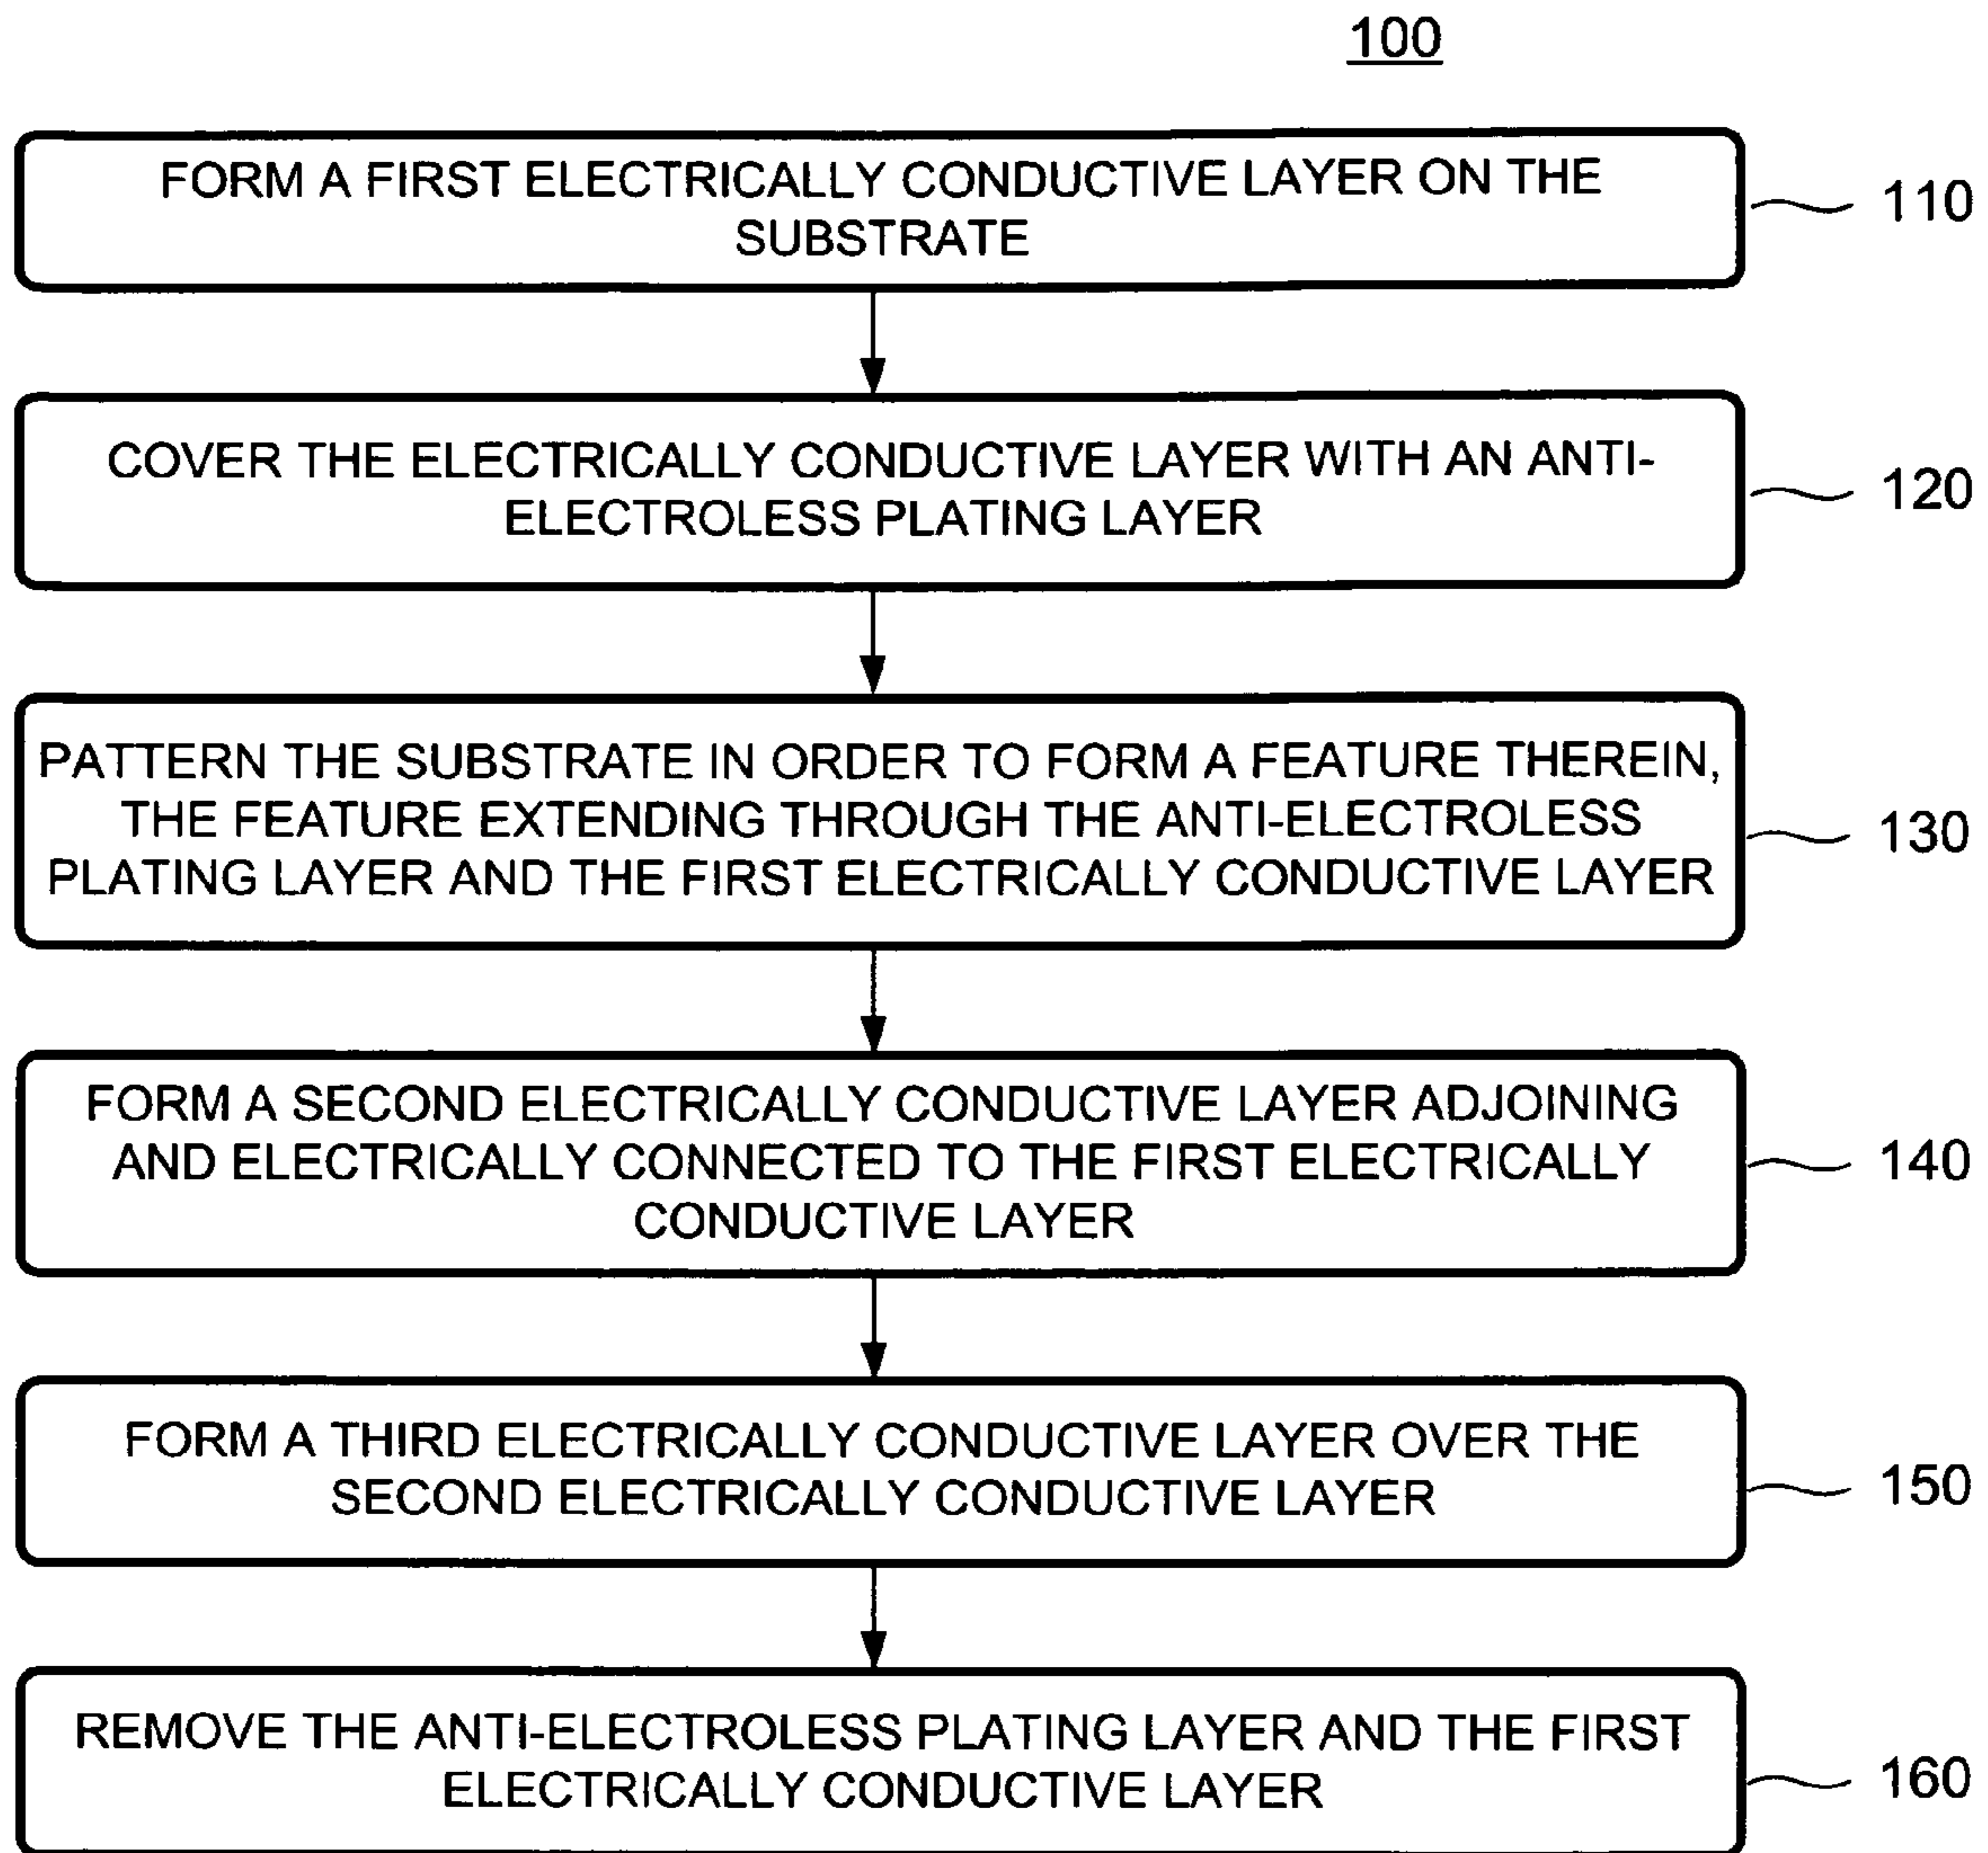 100
FORM A FIRST ELECTRICALLY CONDUCTIVE LAYER ON THE
SUBSTRATE
110
COVER THE ELECTRICALLY CONDUCTIVE LAYER WITH AN ANTI-
ELECTROLESS PLATING LAYER
120
PATTERN THE SUBSTRATE IN ORDER TO FORM A FEATURE THEREIN,
THE FEATURE EXTENDING THROUGH THE ANTI-ELECTROLESS
PLATING LAYER AND THE FIRST ELECTRICALLY CONDUCTIVE LAYER
130
FORM A SECOND ELECTRICALLY CONDUCTIVE LAYER ADJOINING
AND ELECTRICALLY CONNECTED TO THE FIRST ELECTRICALLY
CONDUCTIVE LAYER
140
FORM A THIRD ELECTRICALLY CONDUCTIVE LAYER OVER THE
SECOND ELECTRICALLY CONDUCTIVE LAYER
150
REMOVE THE ANTI-ELECTROLESS PLATING LAYER AND THE FIRST
ELECTRICALLY CONDUCTIVE LAYER
160